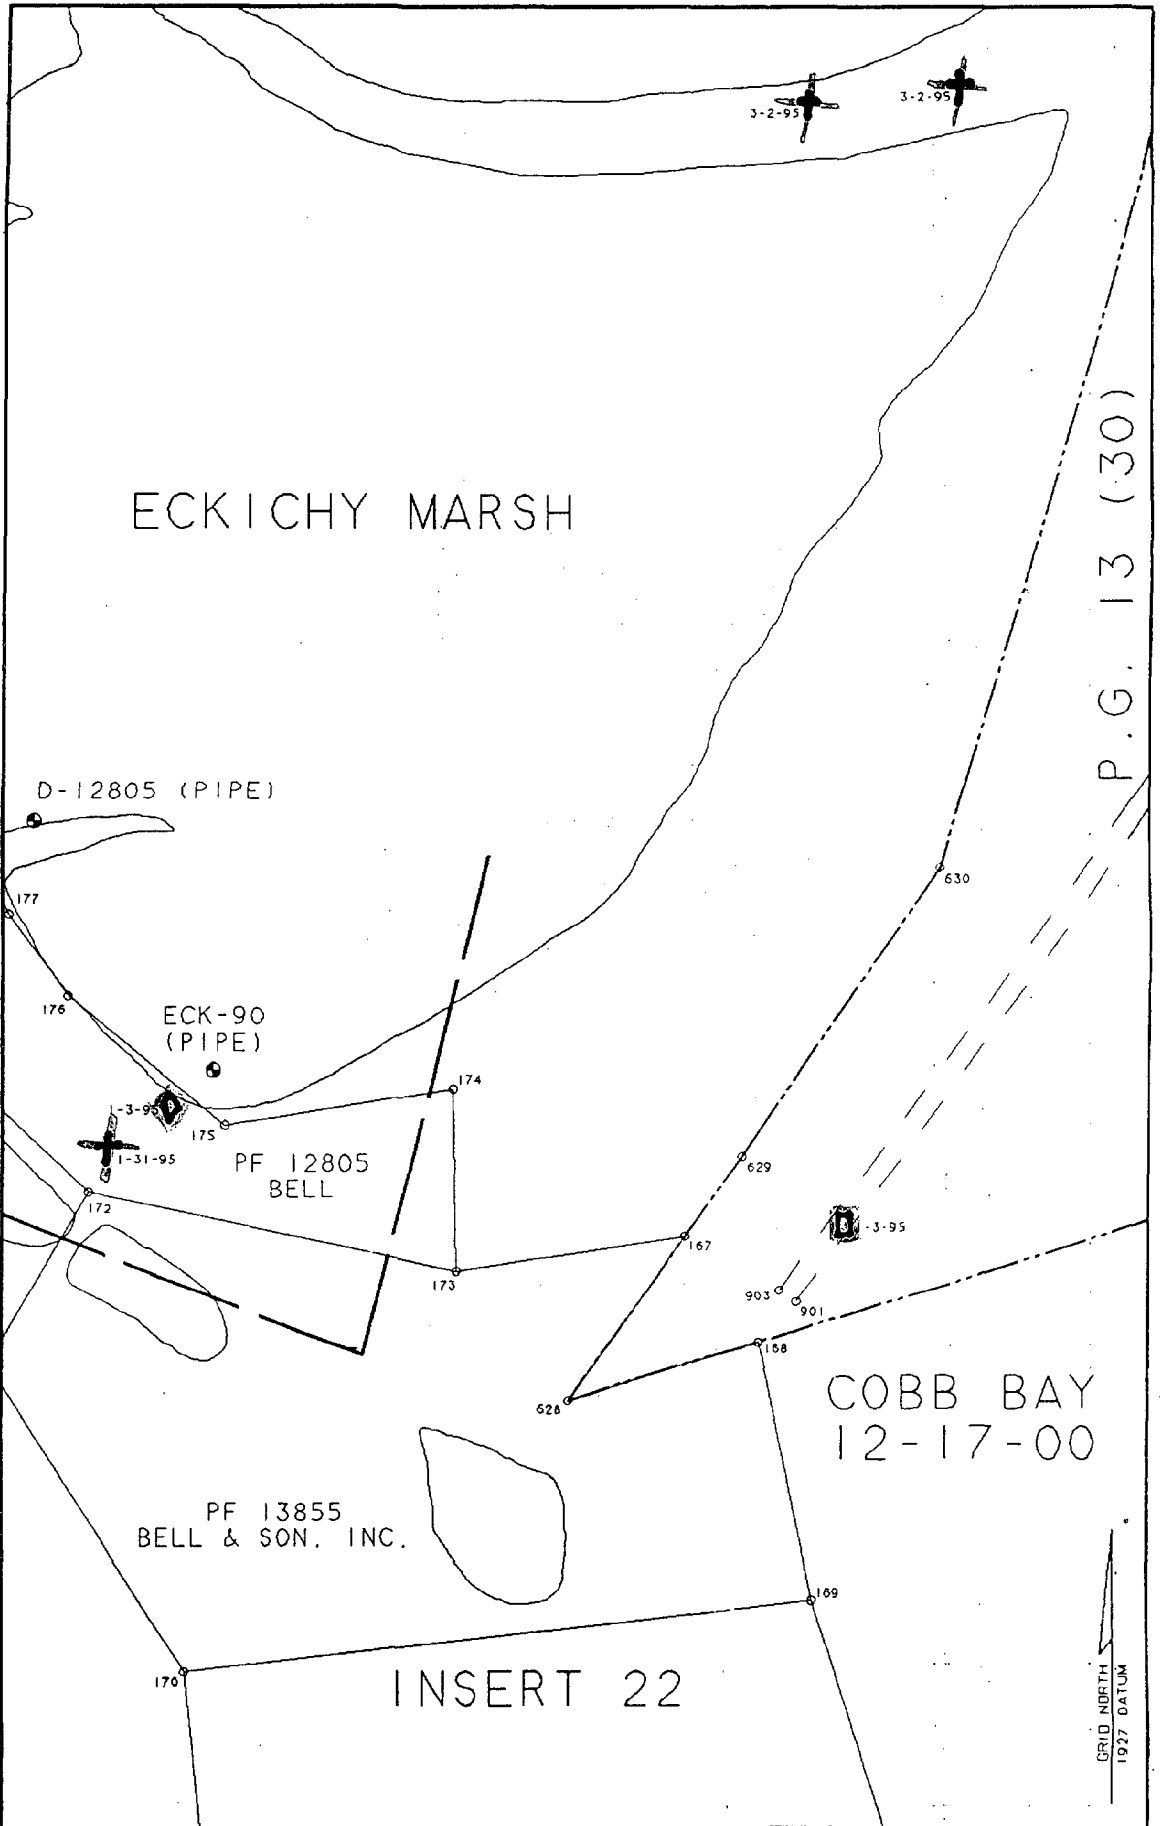 3-2-95
3-2-95
P.G. 13 (30)
ECKICHY MARSH
D-12805 (PIPE)
630
177
176
ECK-90
(PIPE)
174
-3-95
175
1-31-95
PF 12805
BELL
629
172
-3-95
167
173
903
901
168
628
COBB BAY
12-17-00
PF 13855
BELL & SON, INC.
169
170
INSERT 22
GRID NORTH
1927 DATUM